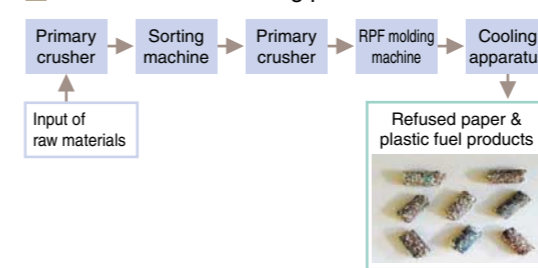 Primary
crusher
Sorting
machine
Primary
crusher
RPF molding
machine
Cooling
Input of
raw materials
Refused paper &
plastic fuel products